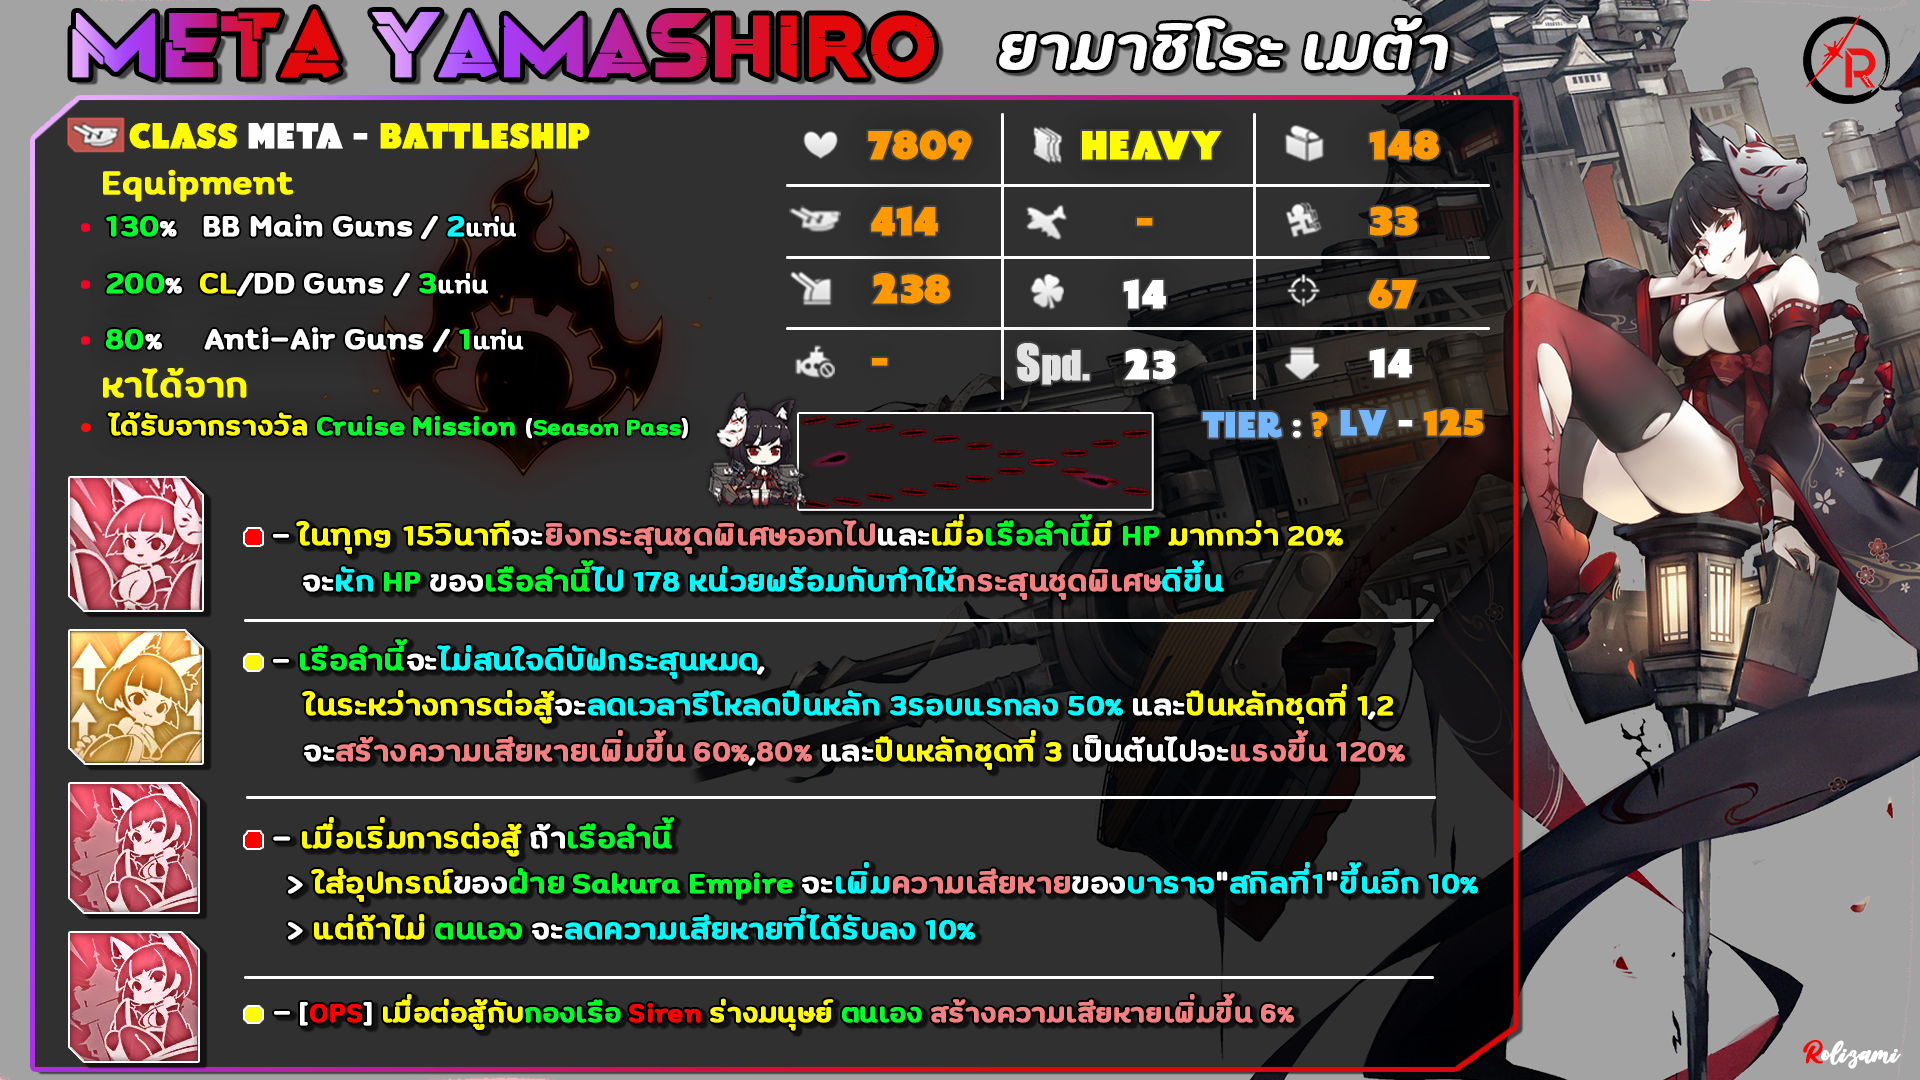 META YAMASHIRO ยามาชิโระ เมต้า
R
CLASS META - BATTLESHIP
Equipment
130% BB Main Guns / 2แท่น
200% CL/DD Guns / 3แท่น
80% Anti-Air Guns / 1แท่น
หาได้จาก
ได้รับจากรางวัล Cruise Mission (Season Pass)
7809 HEAVY 148
414 - 33
238 14 67
- Spd. 23 14
TIER : ? LV - 125
- ในทุกๆ 15วินาทีจะยิงกระสุนชุดพิเศษออกไปและเมื่อเรือลำนี้มี HP มากกว่า 20%
จะหัก HP ของเรือลำนี้ไป 178 หน่วยพร้อมกับทำให้กระสุนชุดพิเศษดีขึ้น
- เรือลำนี้จะไม่สนใจดีบัฟกระสุนหมด,
ในระหว่างการต่อสู้จะลดเวลารีโหลดปืนหลัก 3รอบแรกลง 50% และปืนหลักชุดที่ 1,2
จะสร้างความเสียหายเพิ่มขึ้น 60%,80% และปืนหลักชุดที่ 3 เป็นต้นไปจะแรงขึ้น 120%
- เมื่อเริ่มการต่อสู้ ถ้าเรือลำนี้
> ใส่อุปกรณ์ของฝ่าย Sakura Empire จะเพิ่มความเสียหายของบาราจ"สกิลที่1"ขึ้นอีก 10%
> แต่ถ้าไม่ ตนเอง จะลดความเสียหายที่ได้รับลง 10%
- [OPS] เมื่อต่อสู้กับกองเรือ Siren ร่างมนุษย์ ตนเอง สร้างความเสียหายเพิ่มขึ้น 6%
Rolizami